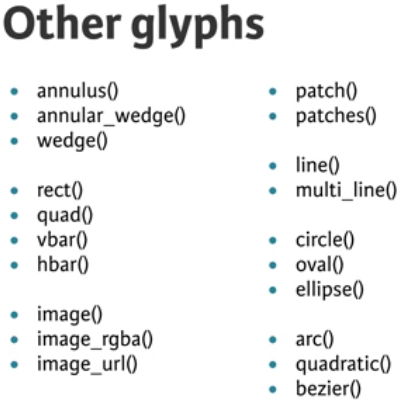 Other glyphs
• annulus()
• annular_wedge()
• wedge()
• rect()
• quad()
• vbar()
• hbar()
• image()
• image_rgba()
• image_url()
• patch()
• patches()
• line()
• multi_line()
• circle()
• oval()
• ellipse()
• arc()
• quadratic()
• bezier()